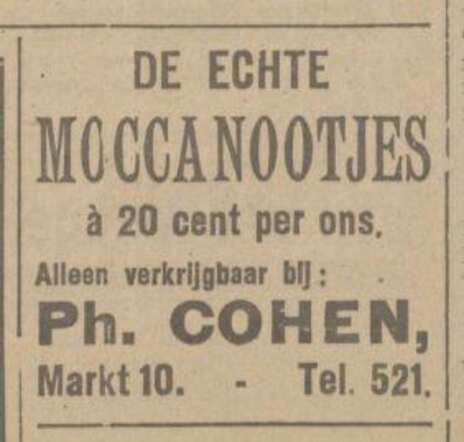 DE ECHTE
MOCCANOOTJES
à 20 cent per ons.
Alleen verkrijgbaar bij:
Ph. COHEN,
Markt 10. - Tel. 521.